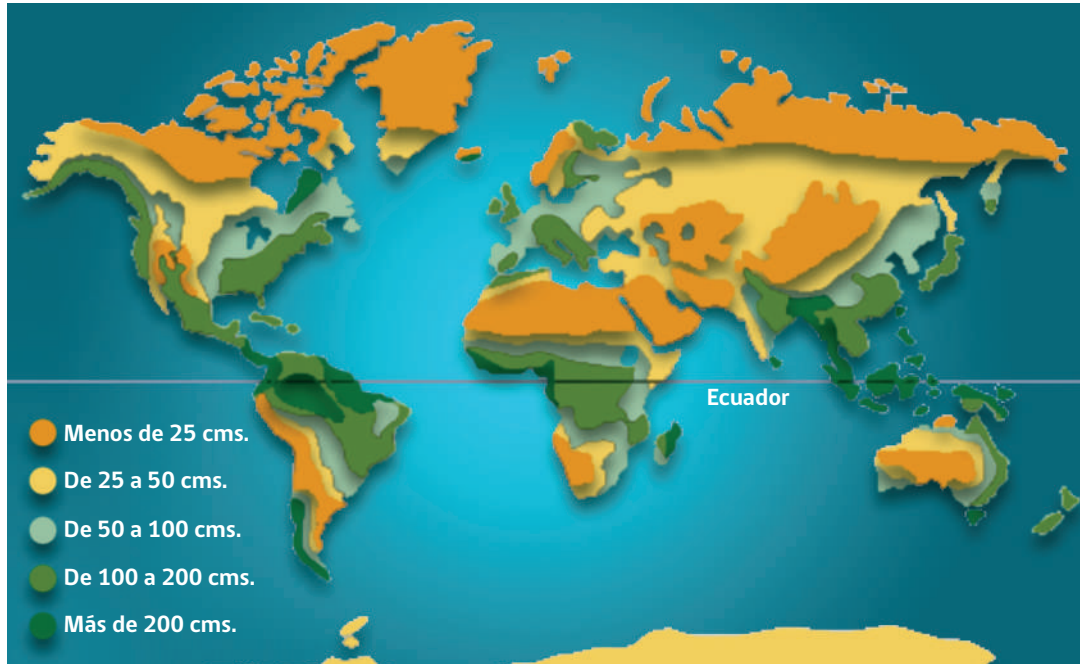 Ecuador
Menos de 25 cms.
De 25 a 50 cms.
De 50 a 100 cms.
De 100 a 200 cms.
Más de 200 cms.